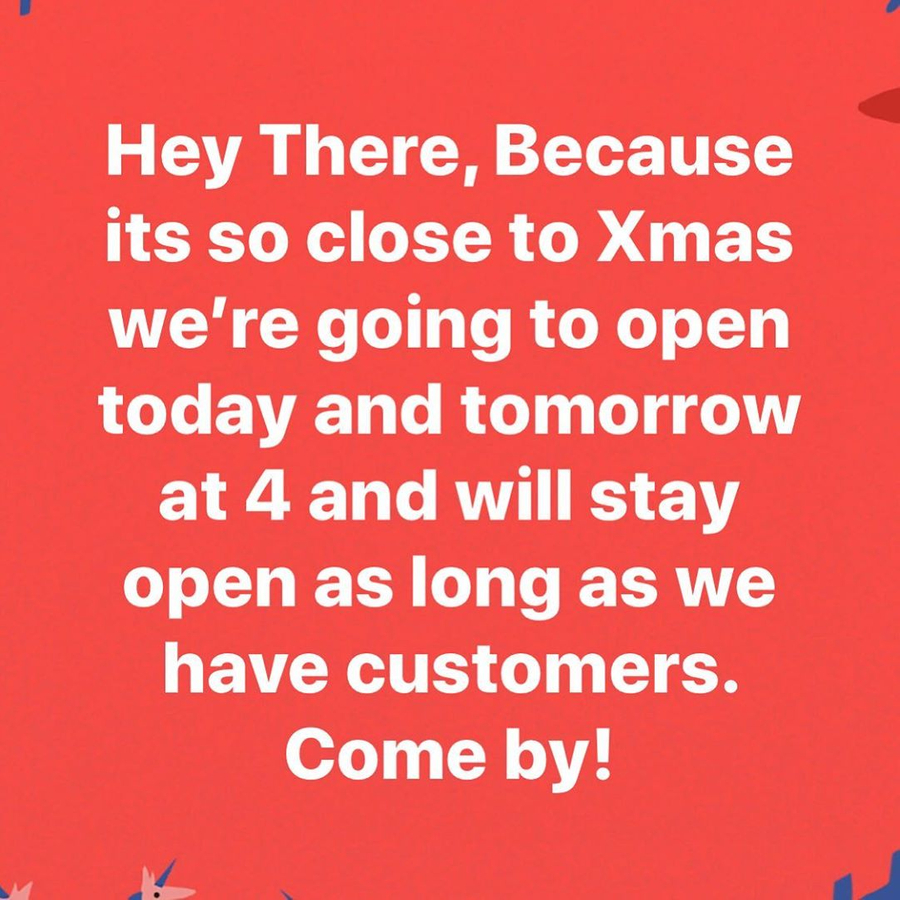 Hey There, Because
its so close to Xmas
we’re going to open
today and tomorrow
at 4 and will stay
open as long as we
have customers.
Come by!